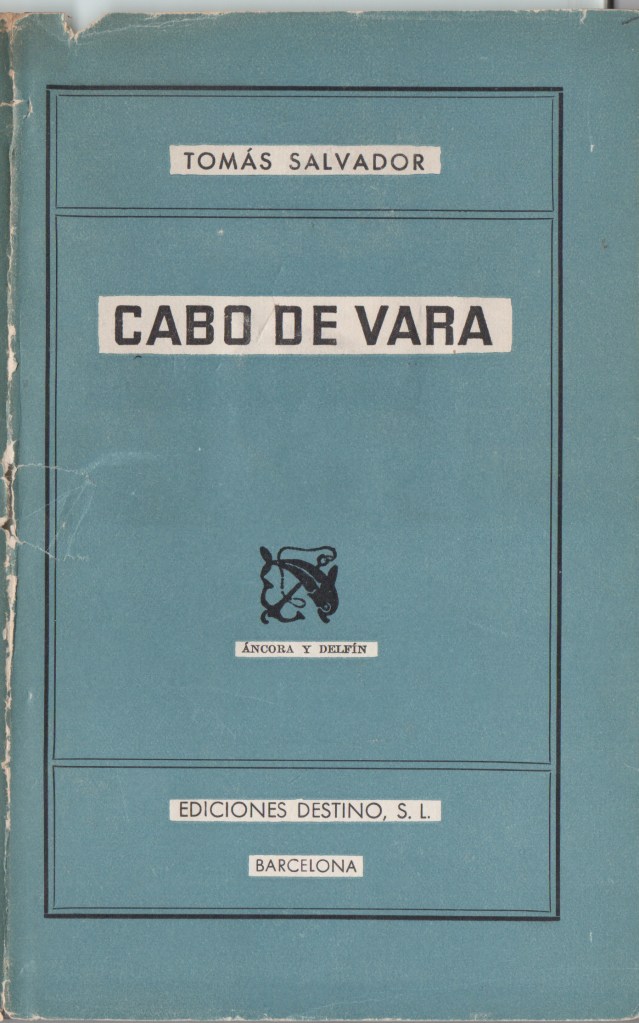 TOMÁS SALVADOR
CABO DE VARA
ÁNCORA Y DELFÍN
EDICIONES DESTINO, S. L.
BARCELONA